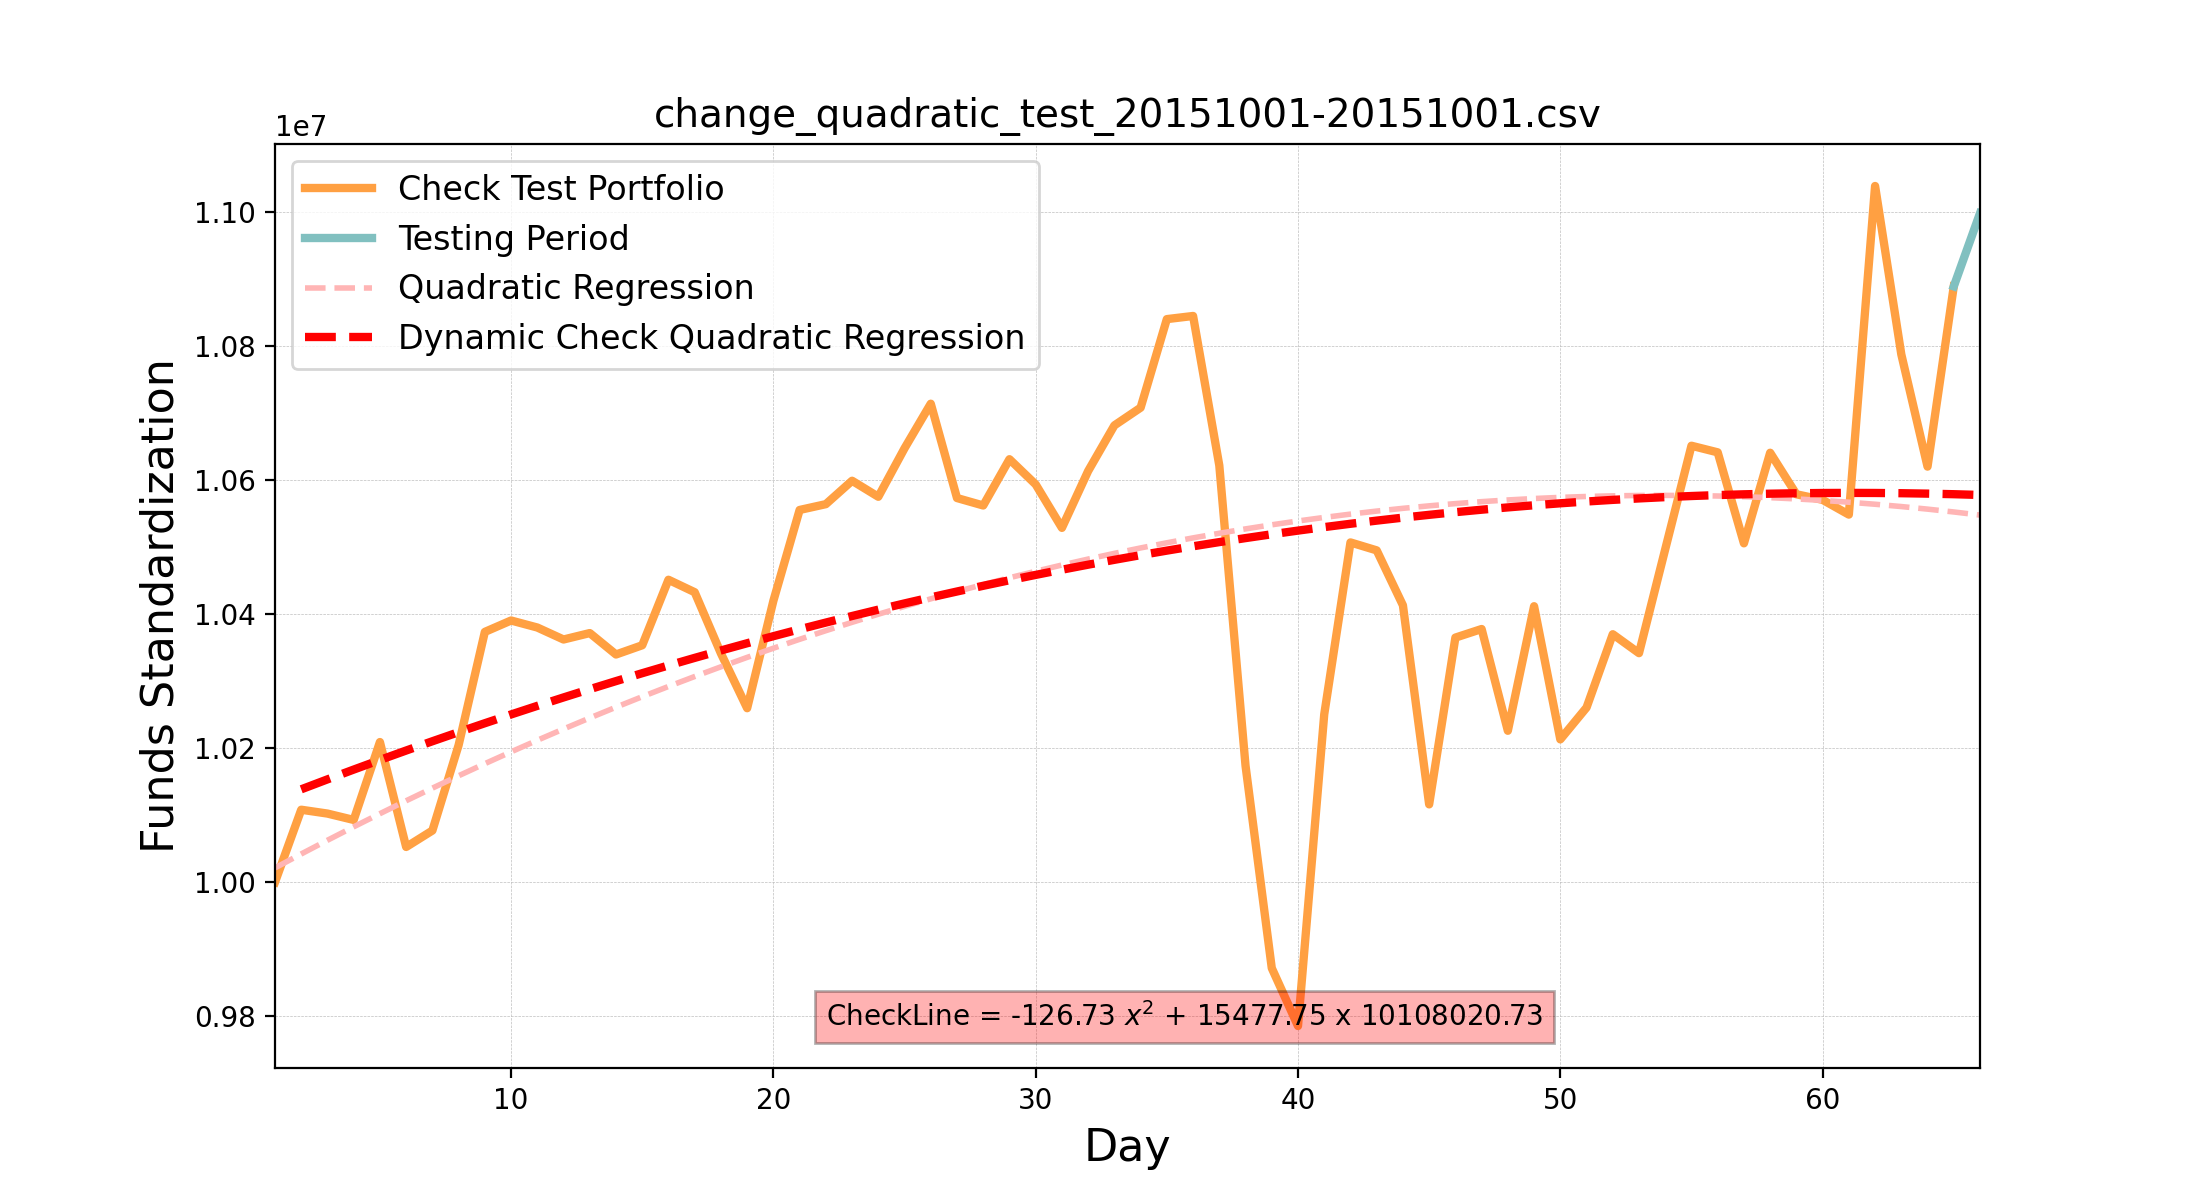 change_quadratic_test_20151001-20151001.csv
1e7
Check Test Portfolio
Testing Period
Quadratic Regression
Dynamic Check Quadratic Regression
1.10
1.08
1.06
1.04
1.02
1.00
0.98
Funds Standardization
CheckLine = -126.73 x² + 15477.75 x 10108020.73
10 20 30 40 50 60
Day